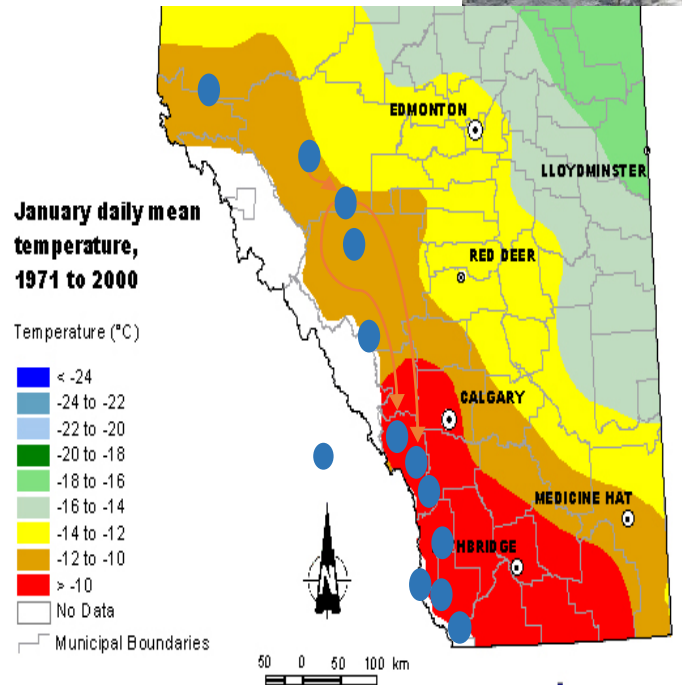 EDMONTON
LLOYDMINSTER
January daily mean
temperature,
1971 to 2000
RED DEER
Temperature (°C)
< -24
-24 to -22
-22 to -20
-20 to -18
-18 to -16
-16 to -14
-14 to -12
-12 to -10
> -10
No Data
Municipal Boundaries
CALGARY
MEDICINE HAT
HBRIDGE
N
50 0 50 100 km